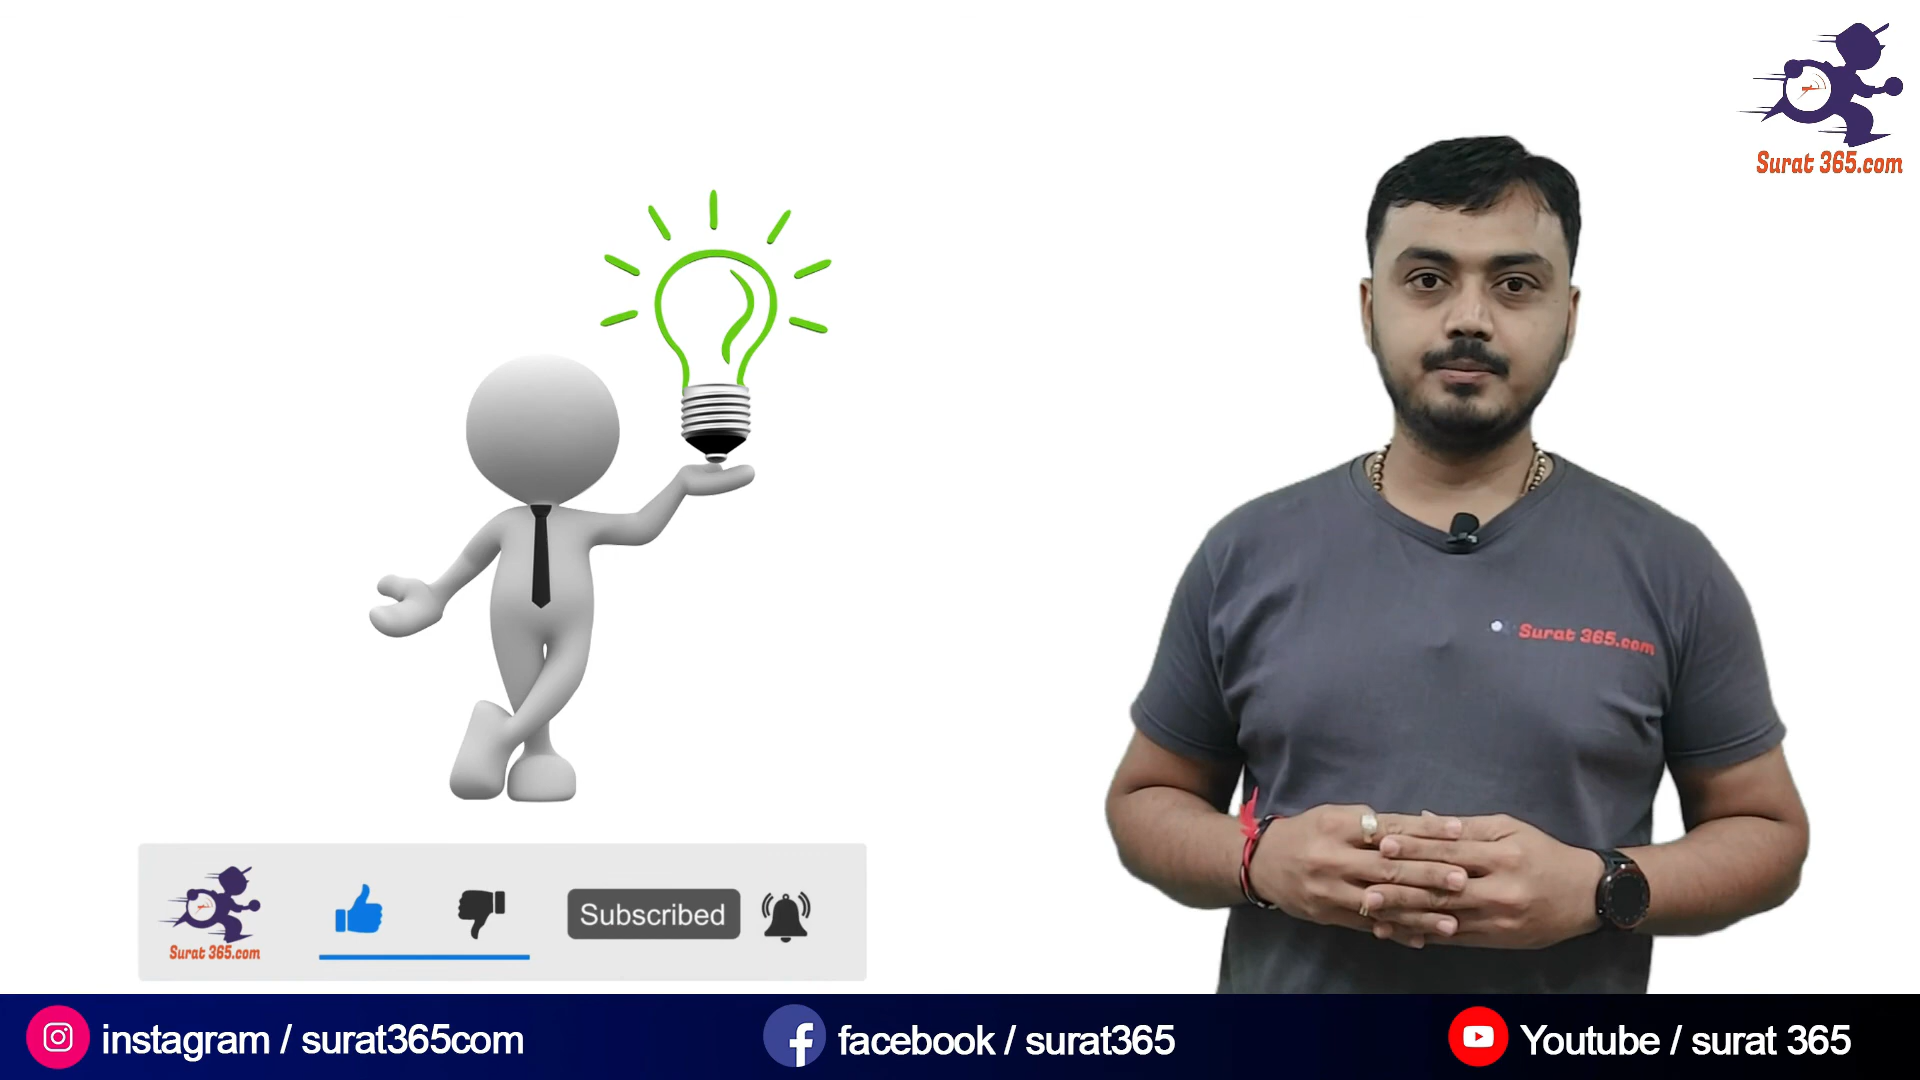 Surat 365.com
Surat 365.com
Subscribed
Surat 365.com
instagram / surat365com
facebook / surat365
Youtube / surat 365